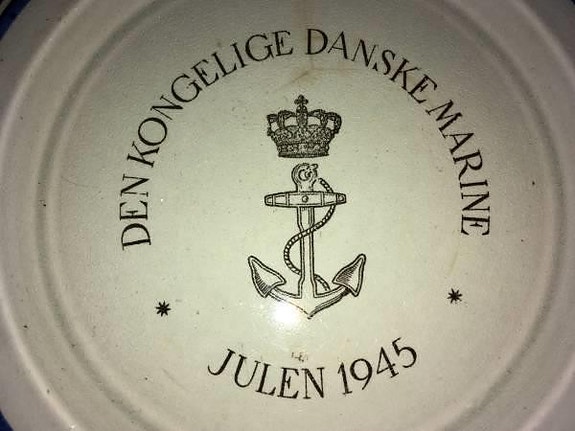 DEN KONGELIGE DANSKE MARINE
JULEN 1945